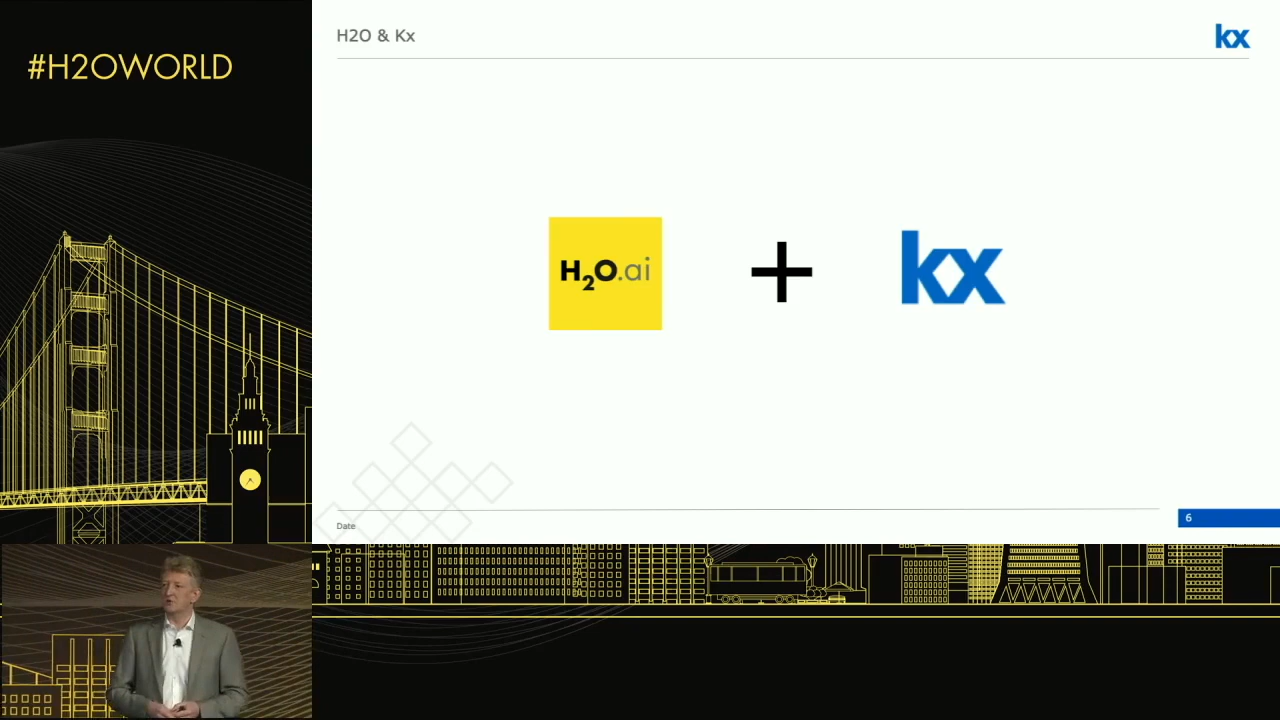 #H2OWORLD
H2O & Kx
kx
H2O.ai
+
kx
Date
6